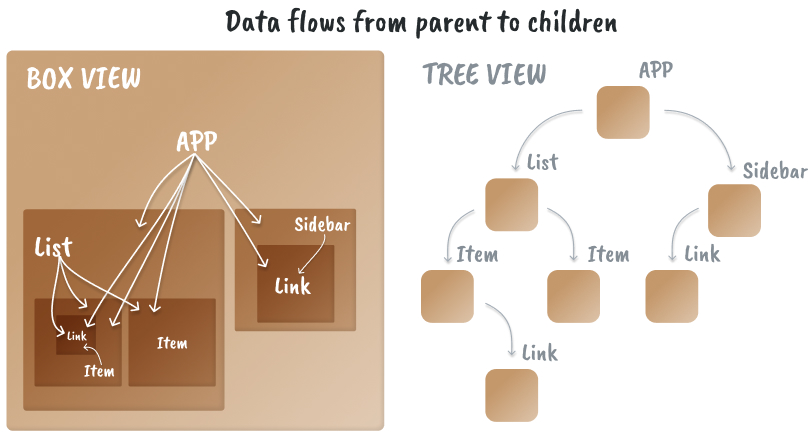 Data flows from parent to children
BOX VIEW
APP
List
Sidebar
Link
Link
Item
Item
TREE VIEW
APP
List
Sidebar
Item
Item
Link
Link